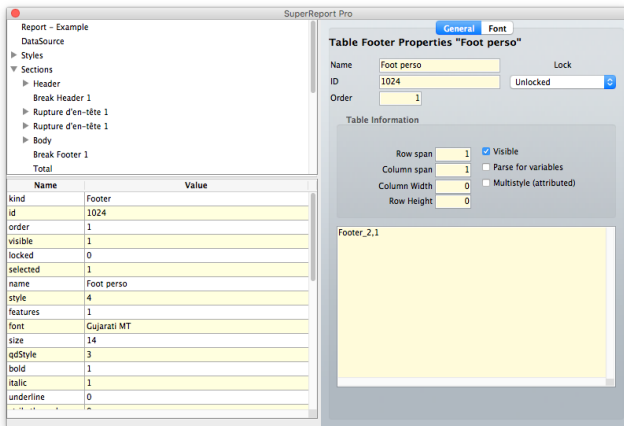 SuperReport Pro
Report - Example
DataSource
Styles
Sections
Header
Break Header 1
Rupture d'en-tête 1
Rupture d'en-tête 1
Body
Break Footer 1
Total
Name Value
kind Footer
id 1024
order 1
visible 1
locked 0
selected 1
name Foot perso
style 4
features 1
font Gujarati MT
size 14
qdStyle 3
bold 1
italic 1
underline 0
General Font
Table Footer Properties "Foot perso"
Name Foot perso Lock
ID 1024 Unlocked
Order 1
Table Information
Row span 1 Visible
Column span 1 Parse for variables
Column Width 0 Multistyle (attributed)
Row Height 0
Footer_2,1